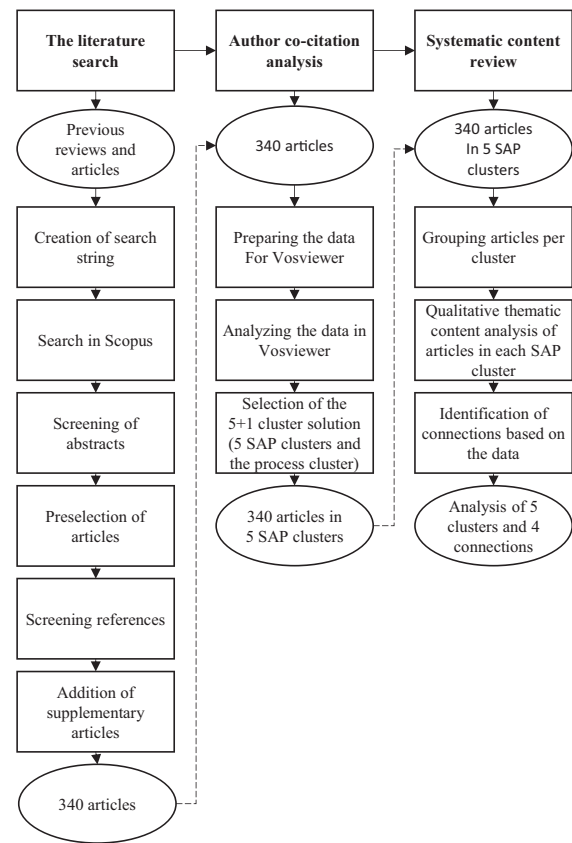 The literature
search
Previous
reviews and
articles
Creation of search
string
Search in Scopus
Screening of
abstracts
Preselection of
articles
Screening references
Addition of
supplementary
articles
340 articles
Author co-citation
analysis
340 articles
Preparing the data
For Vosviewer
Analyzing the data in
Vosviewer
Selection of the
5+1 cluster solution
(5 SAP clusters and
the process cluster)
340 articles in
5 SAP clusters
Systematic content
review
340 articles
In 5 SAP
clusters
Grouping articles per
cluster
Qualitative thematic
content analysis of
articles in each SAP
cluster
Identification of
connections based on
the data
Analysis of 5
clusters and 4
connections